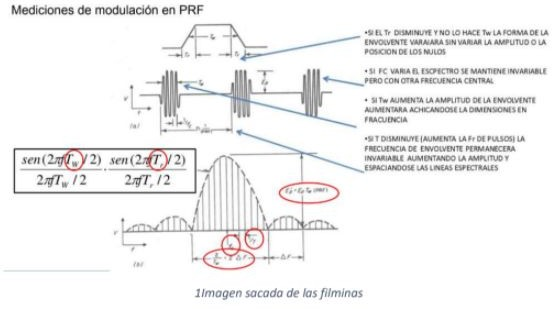 Mediciones de modulación en PRF
•SI EL Tr DISMINUYE Y NO LO HACE Tw LA FORMA DE LA
ENVOLVENTE VARAIARA SIN VARIAR LA AMPLITUD O LA
POSICION DE LOS NULOS
•SI FC VARIA EL ESCPECTRO SE MANTIENE INVARIABLE
PERO CON OTRA FRECUENCIA CENTRAL
• SI Tw AUMENTA LA AMPLITUD DE LA ENVOLVENTE
AUMENTARA ACHICANDOSE LA DIMENSIONES EN
FRACUENCIA
•SI T DISMINUYE (AUMENTA LA Fr DE PULSOS) LA
FRECUENCIA DE ENVOLVENTE PERMANECERA
INVARIABLE AUMENTANDO LA AMPLITUD Y
ESPACIANDOSE LAS LINEAS ESPECTRALES
V
t
(a)
sen(2πfTw/2) sen(2πfTr/2)
2πfTw/2 · 2πfTr/2
V
(b)
1Imagen sacada de las filminas